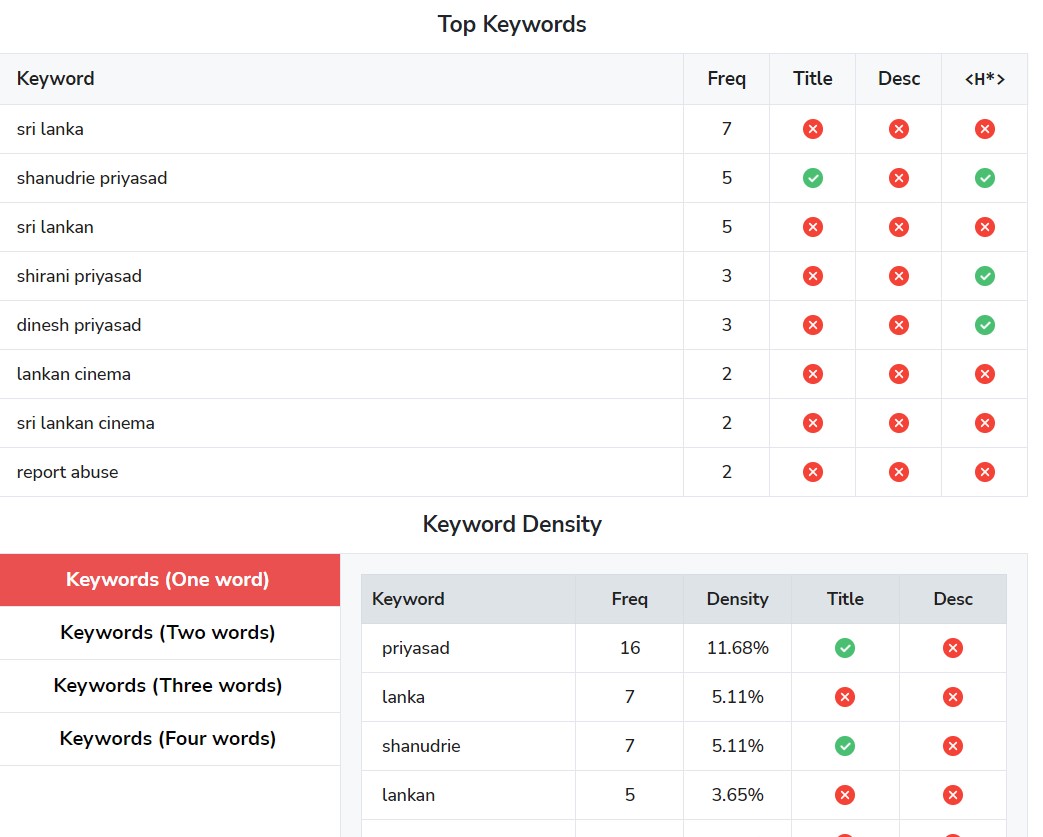 Top Keywords
Keyword Freq Title Desc <H*>
sri lanka 7
shanudrie priyasad 5
sri lankan 5
shirani priyasad 3
dinesh priyasad 3
lankan cinema 2
sri lankan cinema 2
report abuse 2
Keyword Density
Keywords (One word)
Keywords (Two words)
Keywords (Three words)
Keywords (Four words)
Keyword Freq Density Title Desc
priyasad 16 11.68%
lanka 7 5.11%
shanudrie 7 5.11%
lankan 5 3.65%